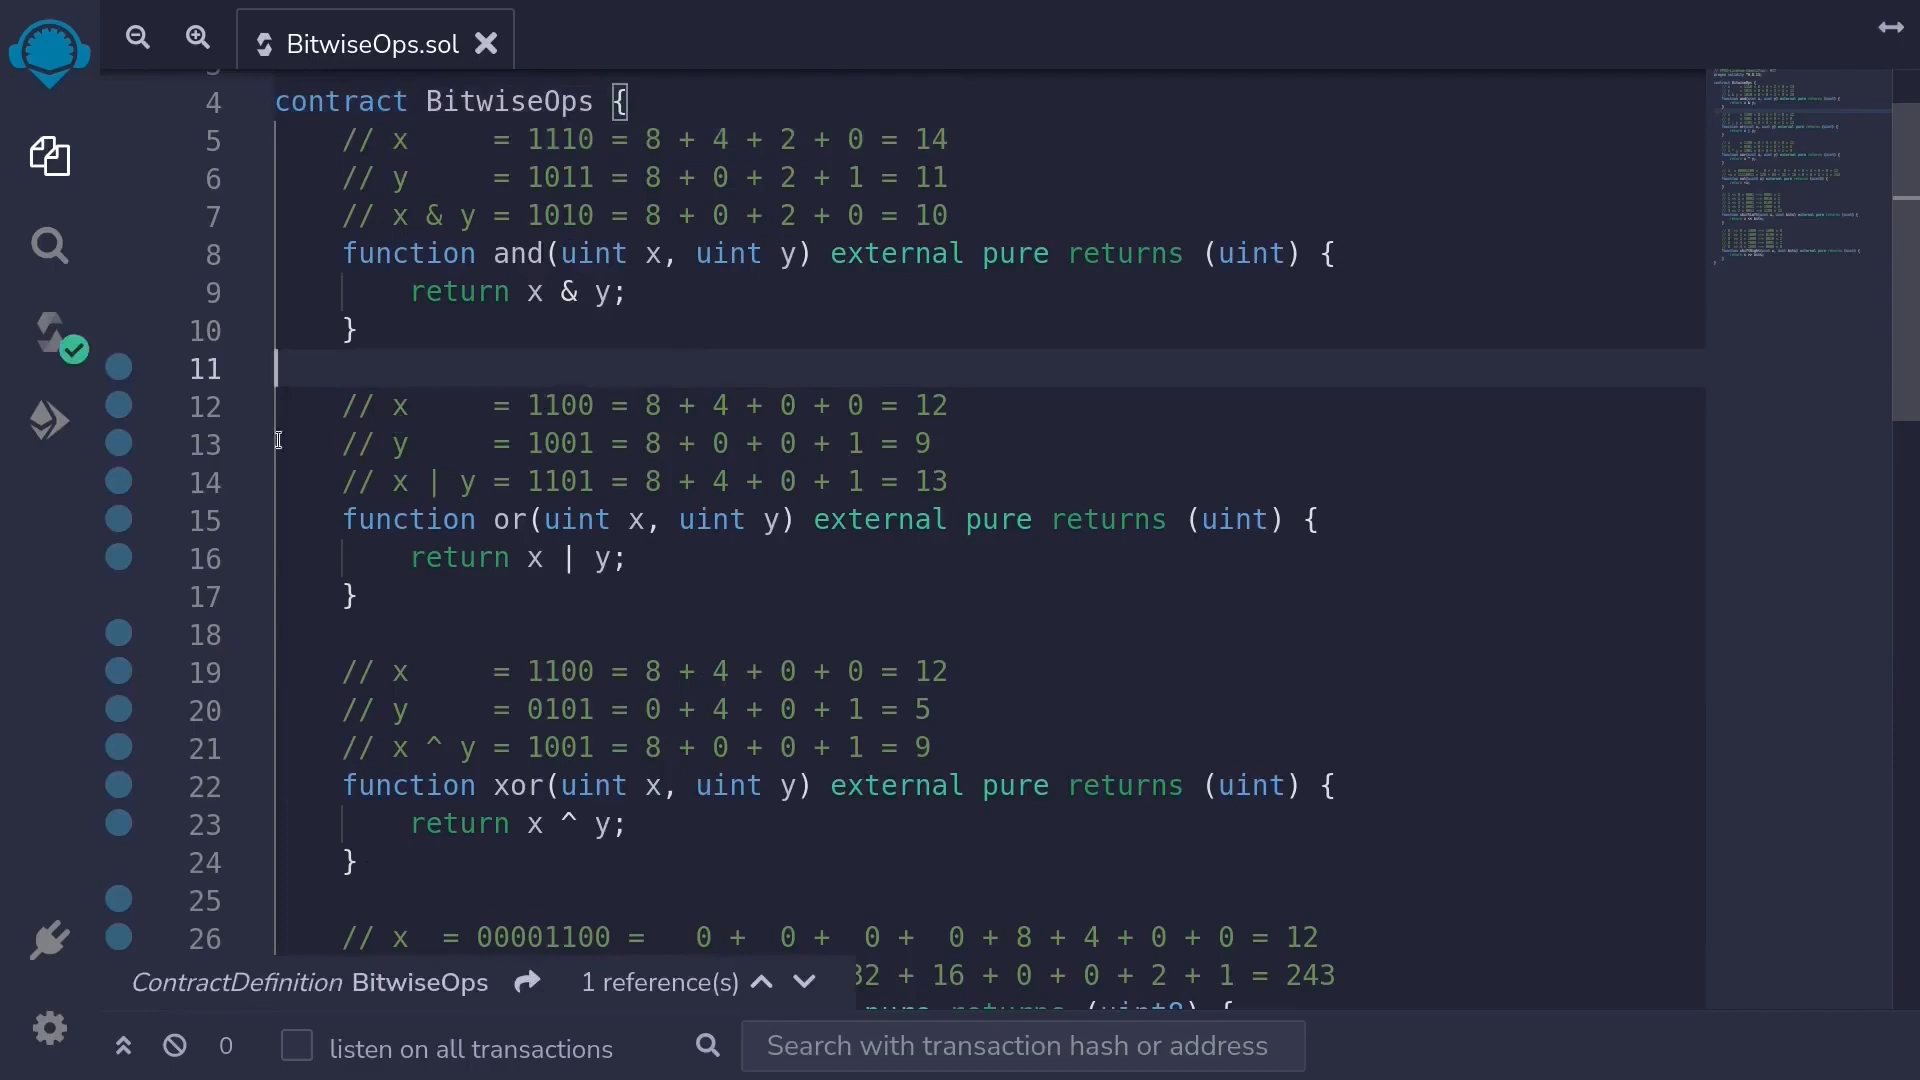 BitwiseOps.sol
4 contract BitwiseOps {
5 // x     = 1110 = 8 + 4 + 2 + 0 = 14
6 // y     = 1011 = 8 + 0 + 2 + 1 = 11
7 // x & y = 1010 = 8 + 0 + 2 + 0 = 10
8 function and(uint x, uint y) external pure returns (uint) {
9 return x & y;
10 }
11
12 // x     = 1100 = 8 + 4 + 0 + 0 = 12
13 // y     = 1001 = 8 + 0 + 0 + 1 = 9
14 // x | y = 1101 = 8 + 4 + 0 + 1 = 13
15 function or(uint x, uint y) external pure returns (uint) {
16 return x | y;
17 }
18
19 // x     = 1100 = 8 + 4 + 0 + 0 = 12
20 // y     = 0101 = 0 + 4 + 0 + 1 = 5
21 // x ^ y = 1001 = 8 + 0 + 0 + 1 = 9
22 function xor(uint x, uint y) external pure returns (uint) {
23 return x ^ y;
24 }
25
26 // x  = 00001100 =   0 +  0 +  0 +  0 + 8 + 4 + 0 + 0 = 12
ContractDefinition BitwiseOps 1 reference(s) 32 + 16 + 0 + 0 + 2 + 1 = 243
pure returns (uint8) {
0 listen on all transactions Search with transaction hash or address